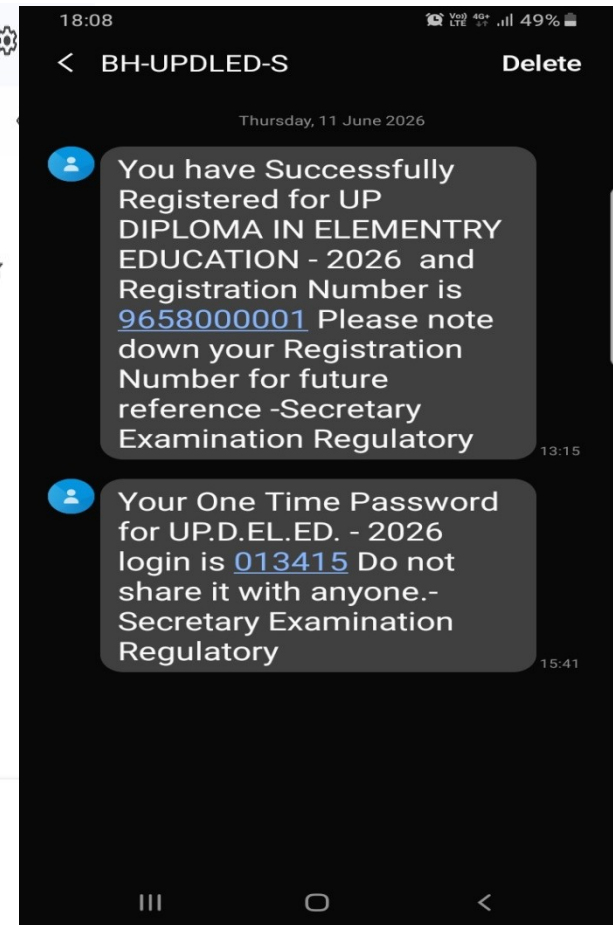 18:08
Vo)) LTE 4G+ 49%
< BH-UPDLED-S Delete
Thursday, 11 June 2026
You have Successfully
Registered for UP
DIPLOMA IN ELEMENTRY
EDUCATION - 2026 and
Registration Number is
9658000001 Please note
down your Registration
Number for future
reference -Secretary
Examination Regulatory
13:15
Your One Time Password
for UP.D.EL.ED. - 2026
login is 013415 Do not
share it with anyone.-
Secretary Examination
Regulatory
15:41